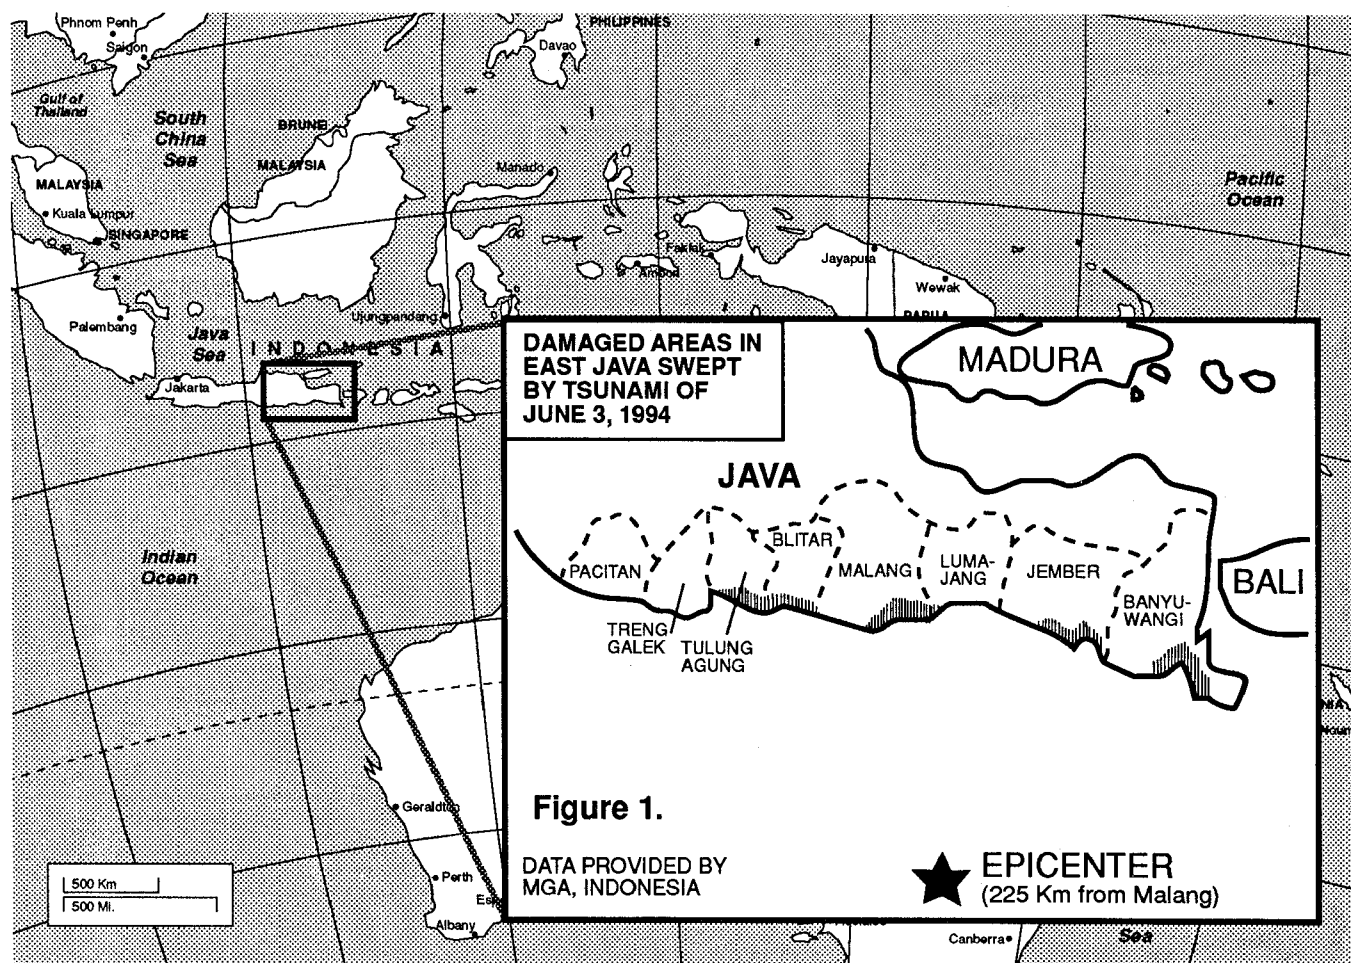 PHILIPPINES
Phnom Penh
Saigon
Davao
Gulf of
Thailand
South
China
Sea
BRUNEI
MALAYSIA
Manado
MALAYSIA
Kuala Lumpur
SINGAPORE
Pacific
Ocean
Fakfak
Jayapura
Ambon
Wewak
PAPUA
Palembang
Ujungpandang
Java
Sea
INDONESIA
Jakarta
DAMAGED AREAS IN
EAST JAVA SWEPT
BY TSUNAMI OF
JUNE 3, 1994
MADURA
JAVA
BLITAR
PACITAN
MALANG
LUMA-
JANG
JEMBER
BALI
BANYU-
WANGI
TRENG
GALEK
TULUNG
AGUNG
Indian
Ocean
Figure 1.
DATA PROVIDED BY
MGA, INDONESIA
EPICENTER
(225 Km from Malang)
Geraldton
Perth
Albany
500 Km
500 Mi.
Canberra
Sea